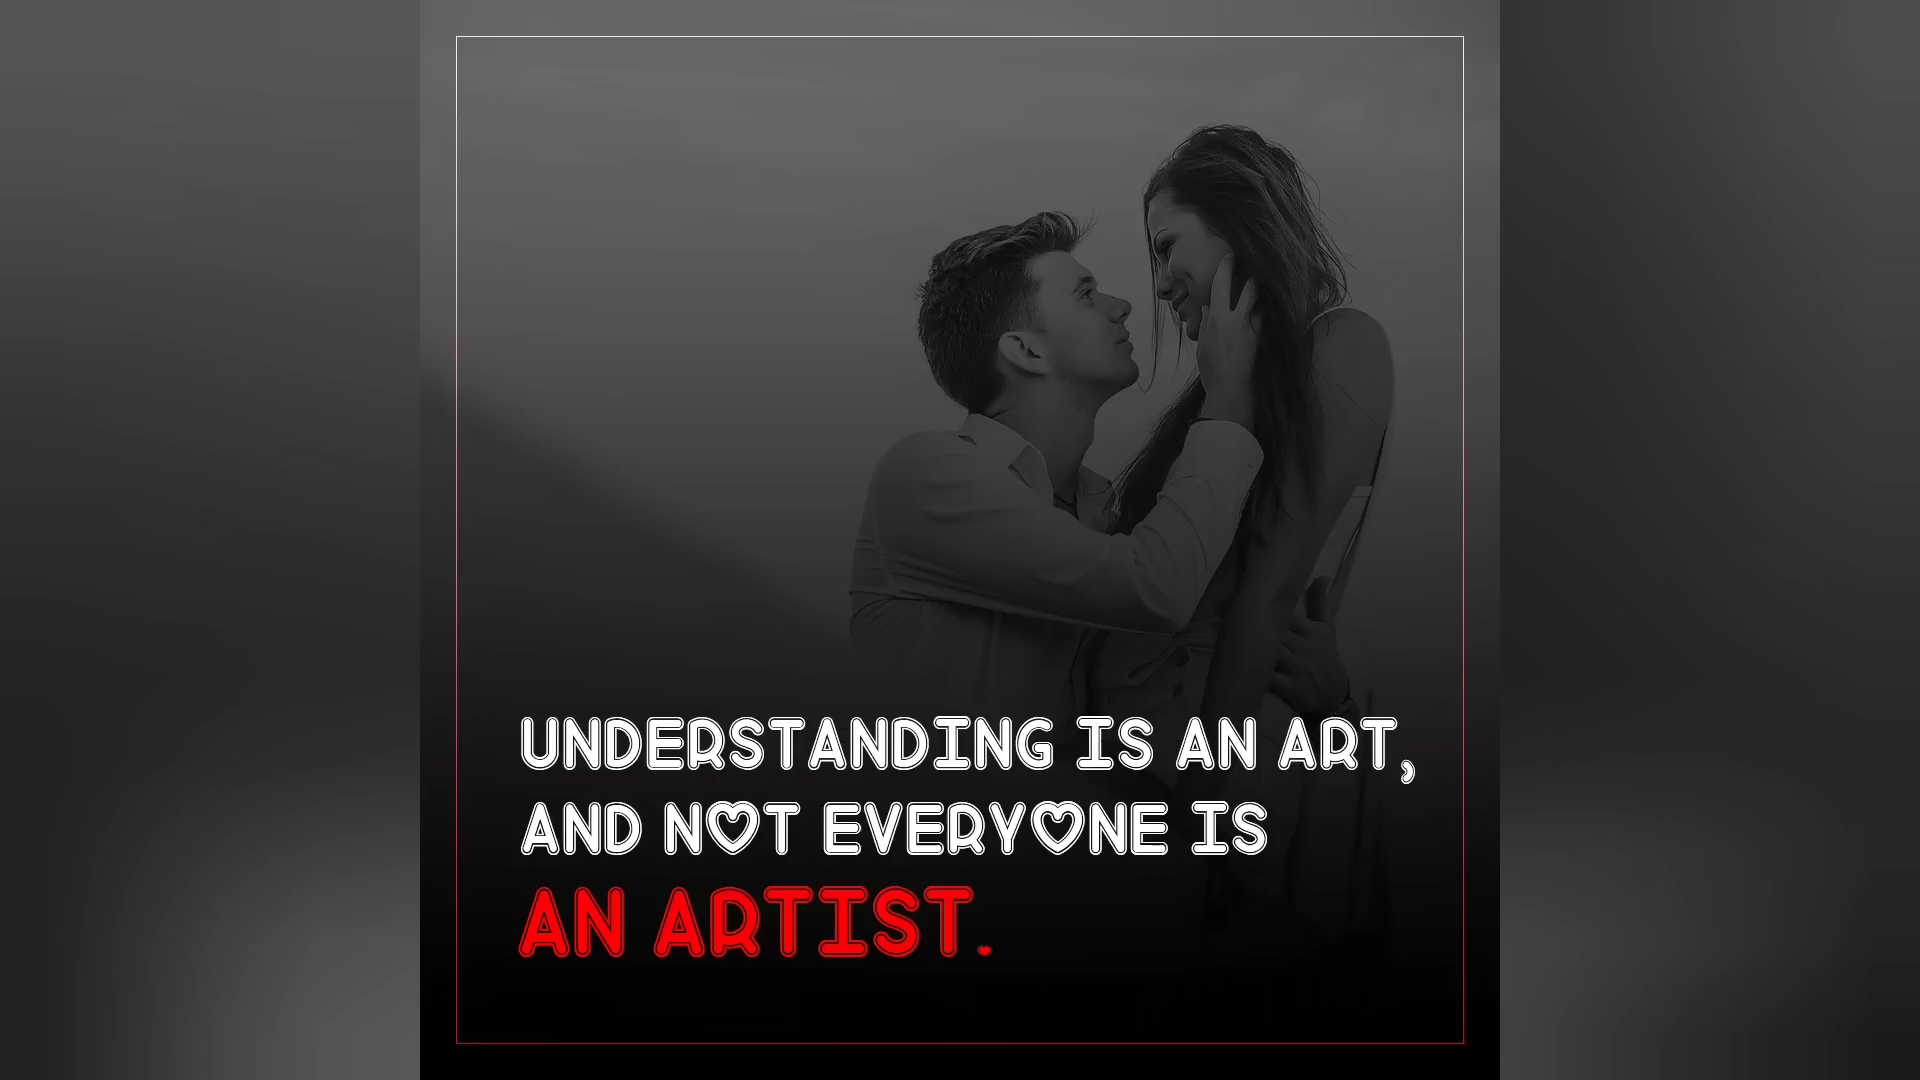 UNDERSTANDING IS AN ART,
AND NOT EVERYONE IS
AN ARTIST.